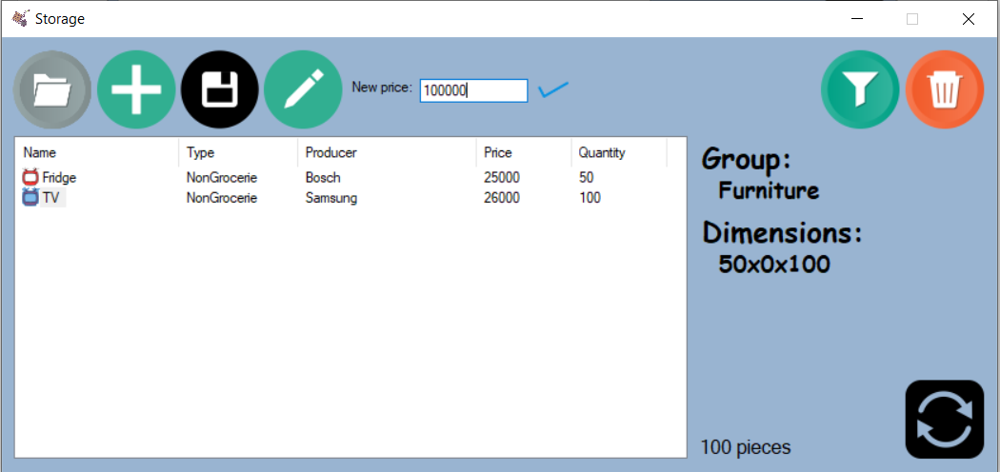 Storage
New price: 100000
Name Type Producer Price Quantity
Fridge NonGrocerie Bosch 25000 50
TV NonGrocerie Samsung 26000 100
Group:
Furniture
Dimensions:
50x0x100
100 pieces